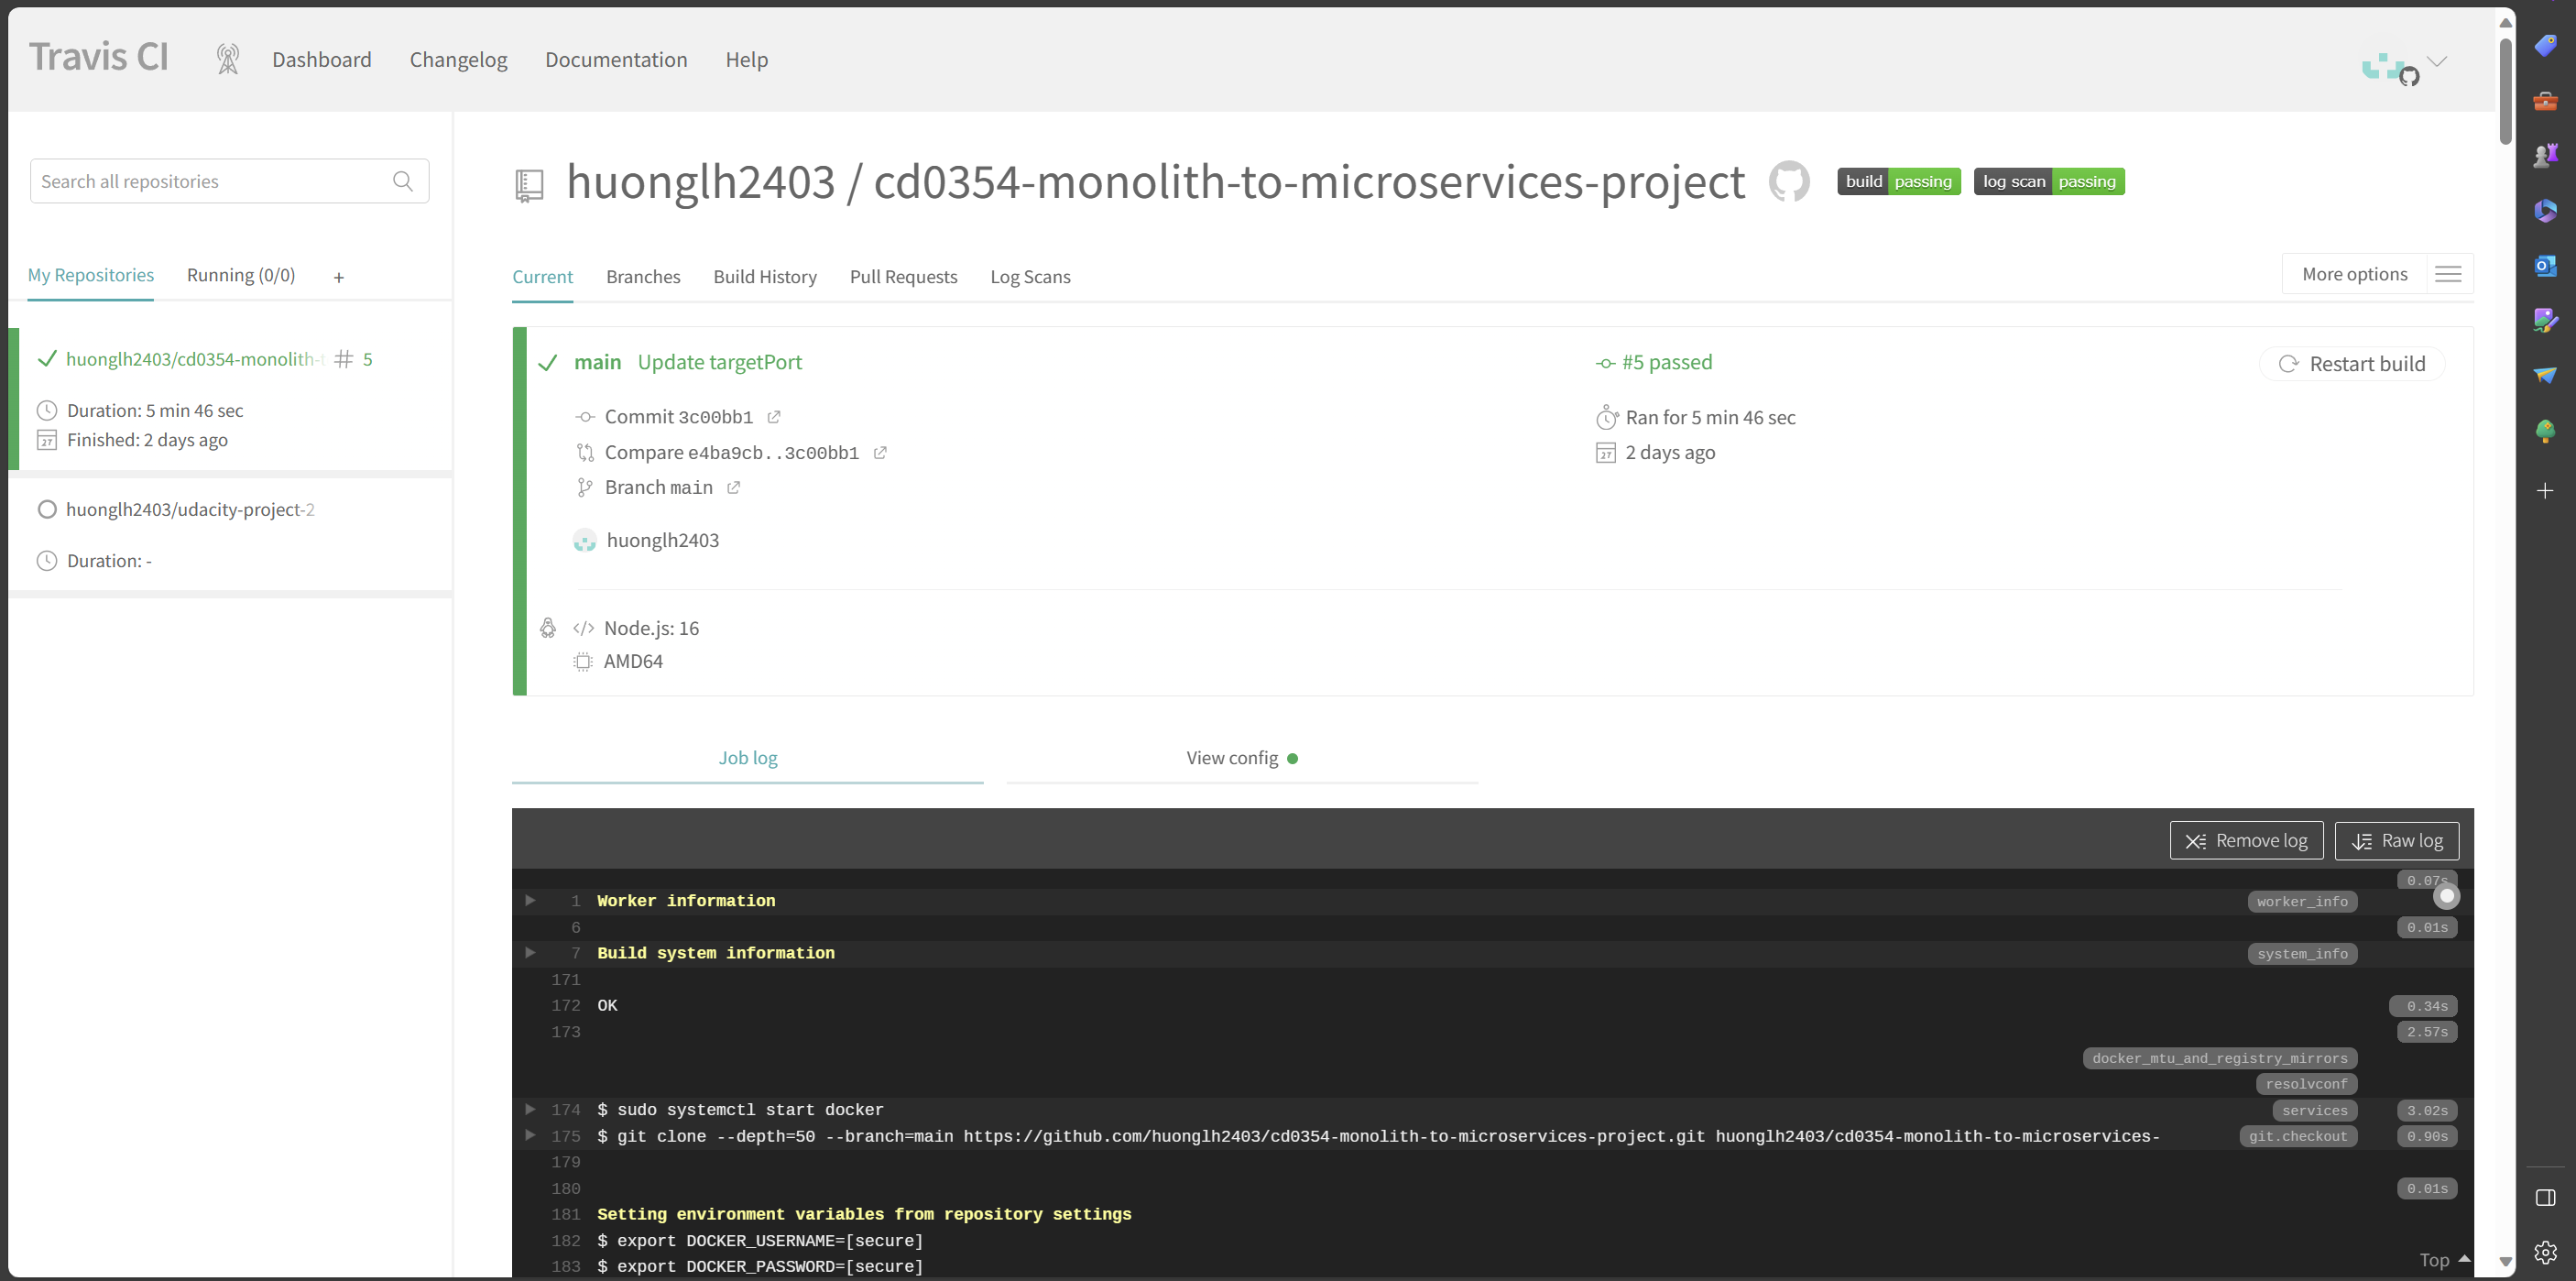 Travis CI
Dashboard
Changelog
Documentation
Help
Search all repositories
My Repositories
Running (0/0)
+
huonglh2403/cd0354-monolith-t # 5
Duration: 5 min 46 sec
27 Finished: 2 days ago
huonglh2403/udacity-project-2
Duration: -
huonglh2403 / cd0354-monolith-to-microservices-project
build passing
log scan passing
Current
Branches
Build History
Pull Requests
Log Scans
More options
main Update targetPort
Commit 3c00bb1
Compare e4ba9cb..3c00bb1
Branch main
huonglh2403
#5 passed
Ran for 5 min 46 sec
27 2 days ago
Restart build
</> Node.js: 16
AMD64
Job log
View config
Remove log
Raw log
0.07s
1 Worker information worker_info
6 0.01s
7 Build system information system_info
171
172 OK 0.34s
173 2.57s
docker_mtu_and_registry_mirrors
resolvconf
174 $ sudo systemctl start docker services 3.02s
175 $ git clone --depth=50 --branch=main https://github.com/huonglh2403/cd0354-monolith-to-microservices-project.git huonglh2403/cd0354-monolith-to-microservices- git.checkout 0.90s
179
180 0.01s
181 Setting environment variables from repository settings
182 $ export DOCKER_USERNAME=[secure]
183 $ export DOCKER_PASSWORD=[secure]
Top